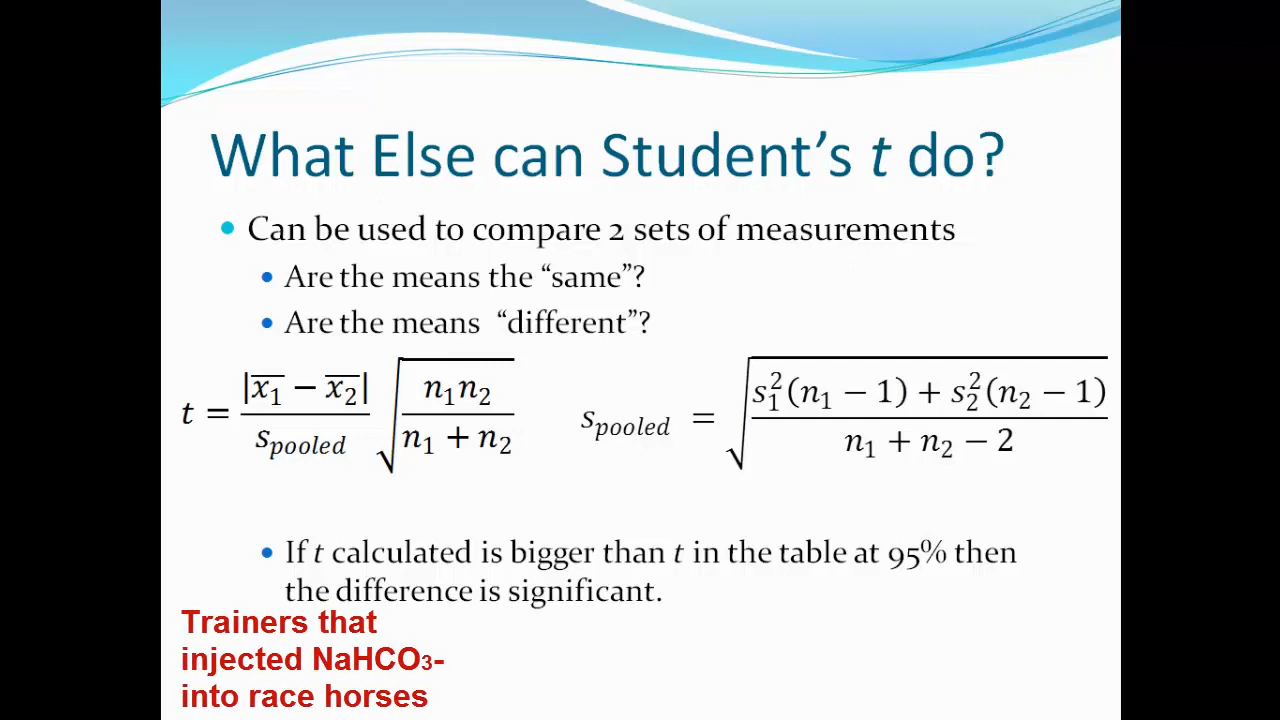 What Else can Student's t do?
Can be used to compare 2 sets of measurements
Are the means the “same”?
Are the means “different”?
t = |x̅₁ − x̅₂| / s_pooled √(n₁n₂ / (n₁ + n₂))
s_pooled = √((s₁²(n₁ − 1) + s₂²(n₂ − 1)) / (n₁ + n₂ − 2))
If t calculated is bigger than t in the table at 95% then
the difference is significant.
Trainers that
injected NaHCO₃-
into race horses